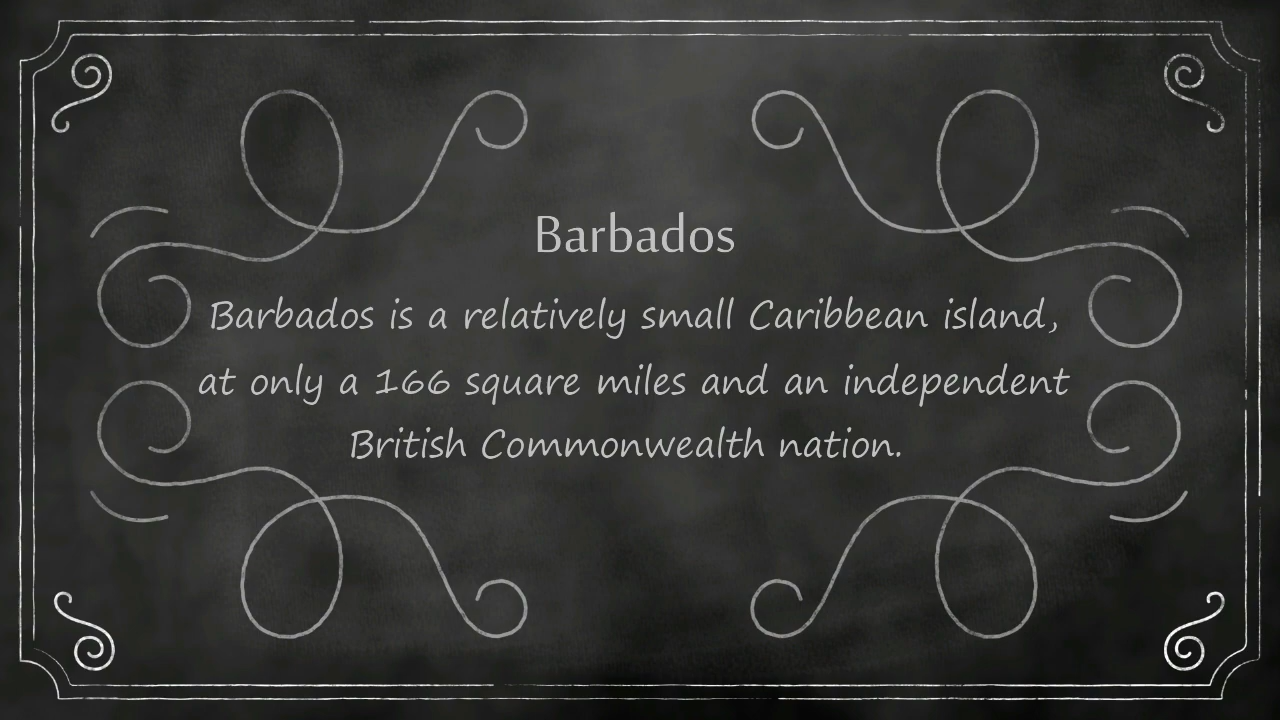 Barbados
Barbados is a relatively small Caribbean island,
at only a 166 square miles and an independent
British Commonwealth nation.